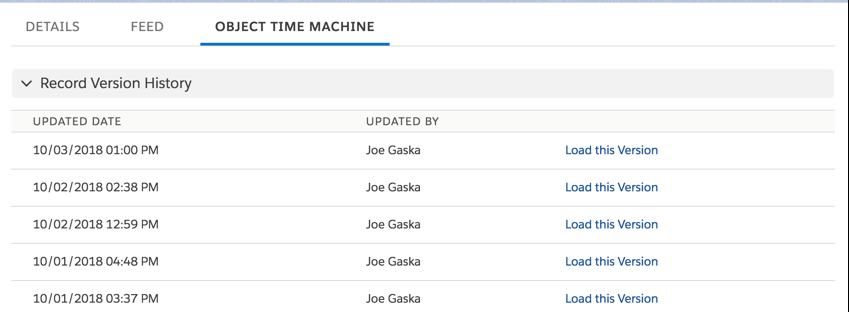 DETAILS FEED OBJECT TIME MACHINE
Record Version History
UPDATED DATE UPDATED BY
10/03/2018 01:00 PM Joe Gaska Load this Version
10/02/2018 02:38 PM Joe Gaska Load this Version
10/02/2018 12:59 PM Joe Gaska Load this Version
10/01/2018 04:48 PM Joe Gaska Load this Version
10/01/2018 03:37 PM Joe Gaska Load this Version